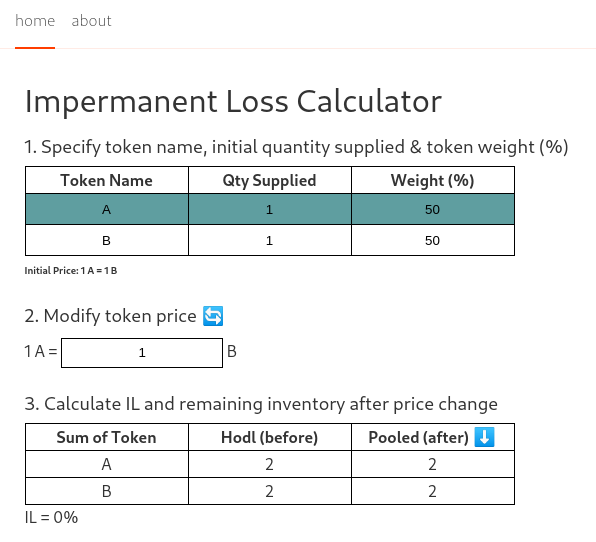 home about
Impermanent Loss Calculator
1. Specify token name, initial quantity supplied & token weight (%)
Token Name Qty Supplied Weight (%)
A 1 50
B 1 50
Initial Price: 1 A = 1 B
2. Modify token price 🔄
1 A = 1 B
3. Calculate IL and remaining inventory after price change
Sum of Token Hodl (before) Pooled (after) ⬇️
A 2 2
B 2 2
IL = 0%